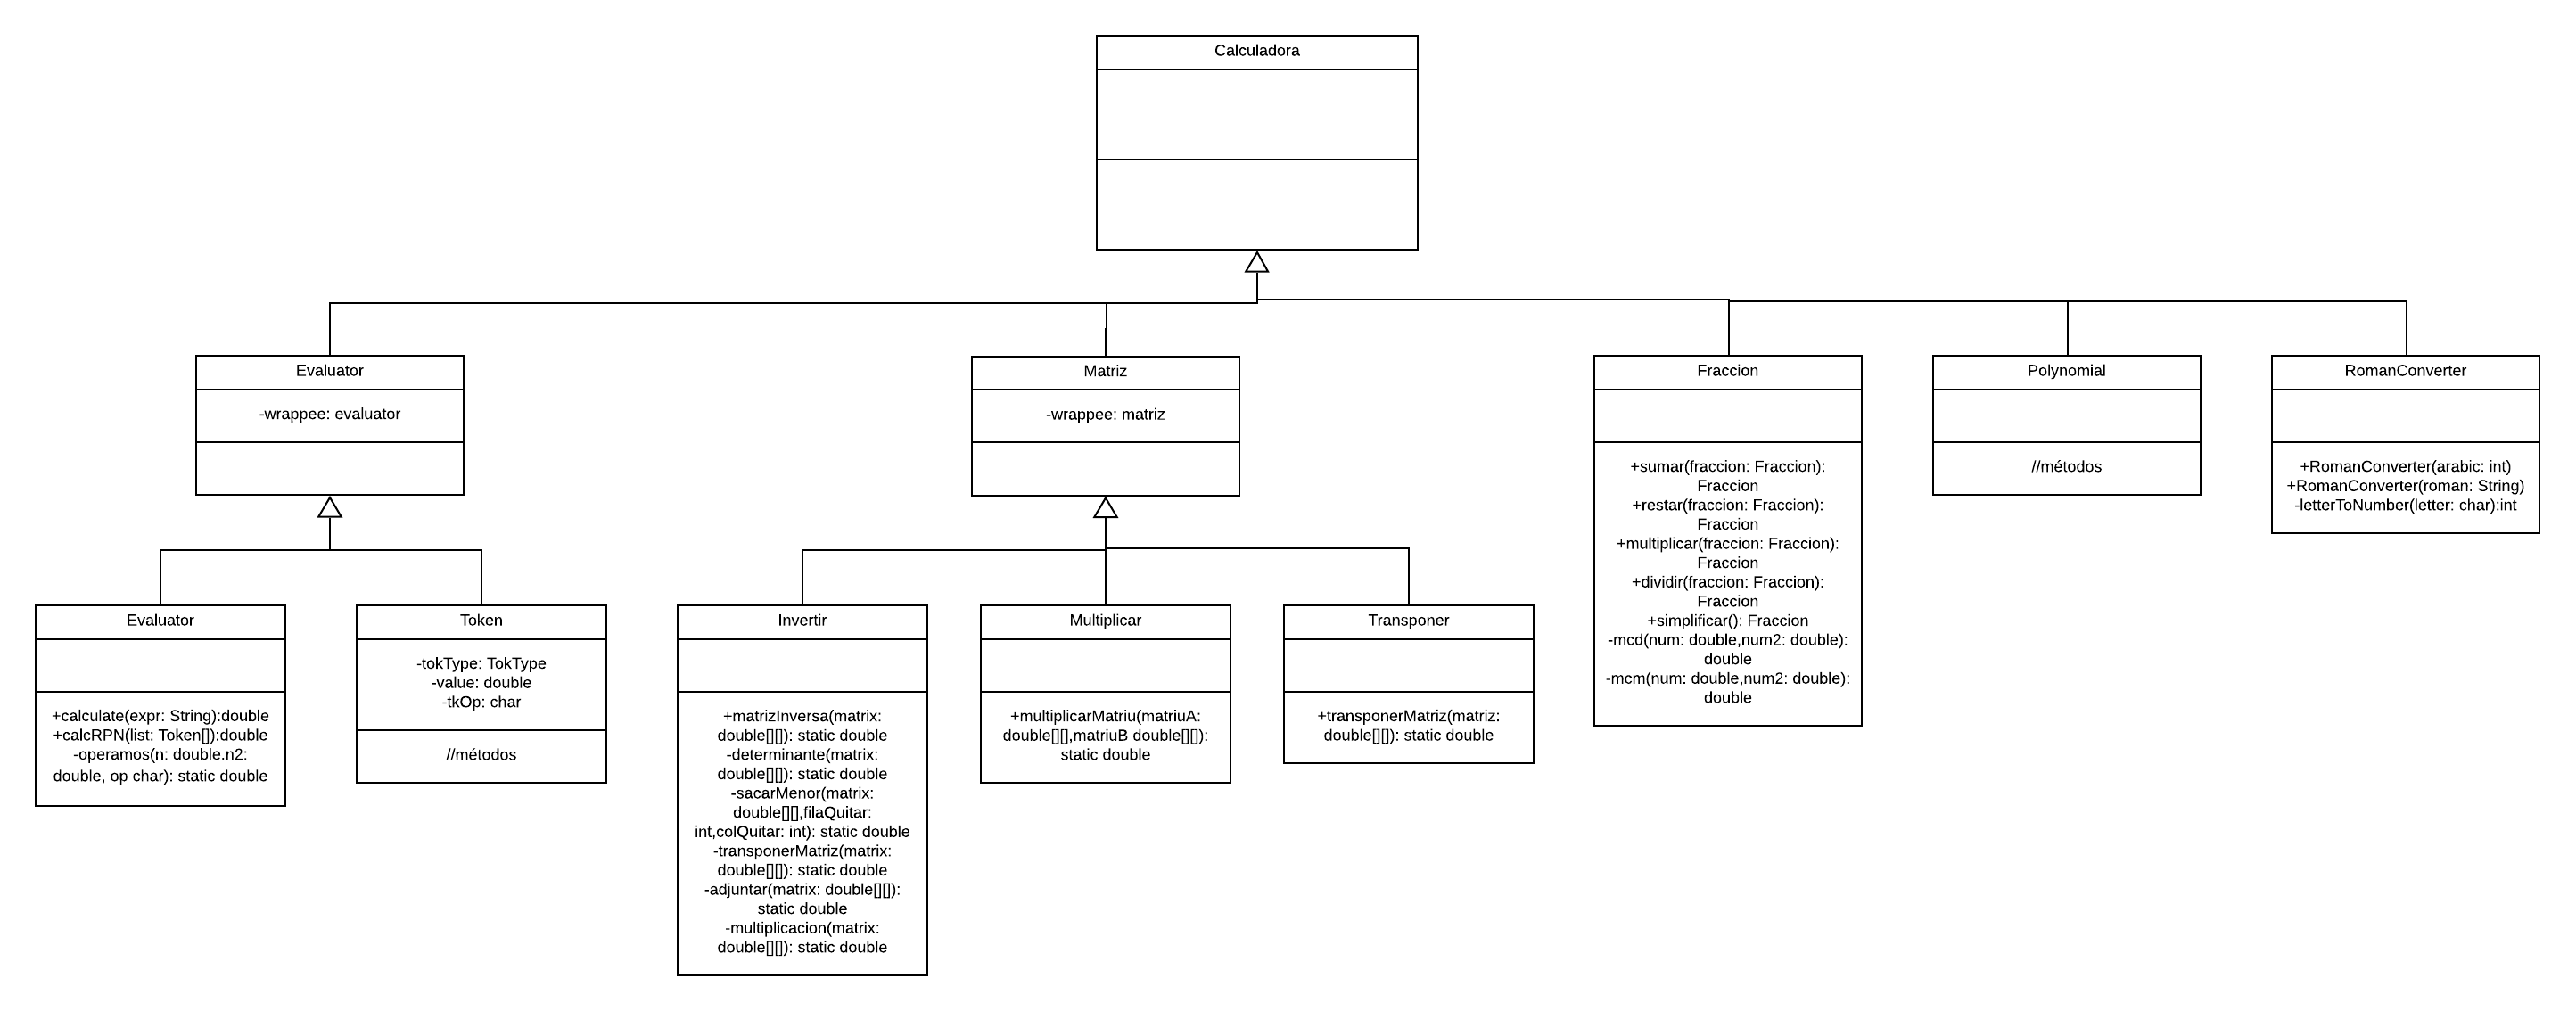 Calculadora
Evaluator
-wrappee: evaluator
Matriz
-wrappee: matriz
Fraccion
+sumar(fraccion: Fraccion):
Fraccion
+restar(fraccion: Fraccion):
Fraccion
+multiplicar(fraccion: Fraccion):
Fraccion
+dividir(fraccion: Fraccion):
Fraccion
+simplificar(): Fraccion
-mcd(num: double,num2: double):
double
-mcm(num: double,num2: double):
double
Polynomial
//métodos
RomanConverter
+RomanConverter(arabic: int)
+RomanConverter(roman: String)
-letterToNumber(letter: char):int
Evaluator
+calculate(expr: String):double
+calcRPN(list: Token[]):double
-operamos(n: double.n2:
double, op char): static double
Token
-tokType: TokType
-value: double
-tkOp: char
//métodos
Invertir
+matrizInversa(matrix:
double[][]): static double
-determinante(matrix:
double[][]): static double
-sacarMenor(matrix:
double[][],filaQuitar:
int,colQuitar: int): static double
-transponerMatriz(matrix:
double[][]): static double
-adjuntar(matrix: double[][]):
static double
-multiplicacion(matrix:
double[][]): static double
Multiplicar
+multiplicarMatriu(matriuA:
double[][],matriuB double[][]):
static double
Transponer
+transponerMatriz(matriz:
double[][]): static double